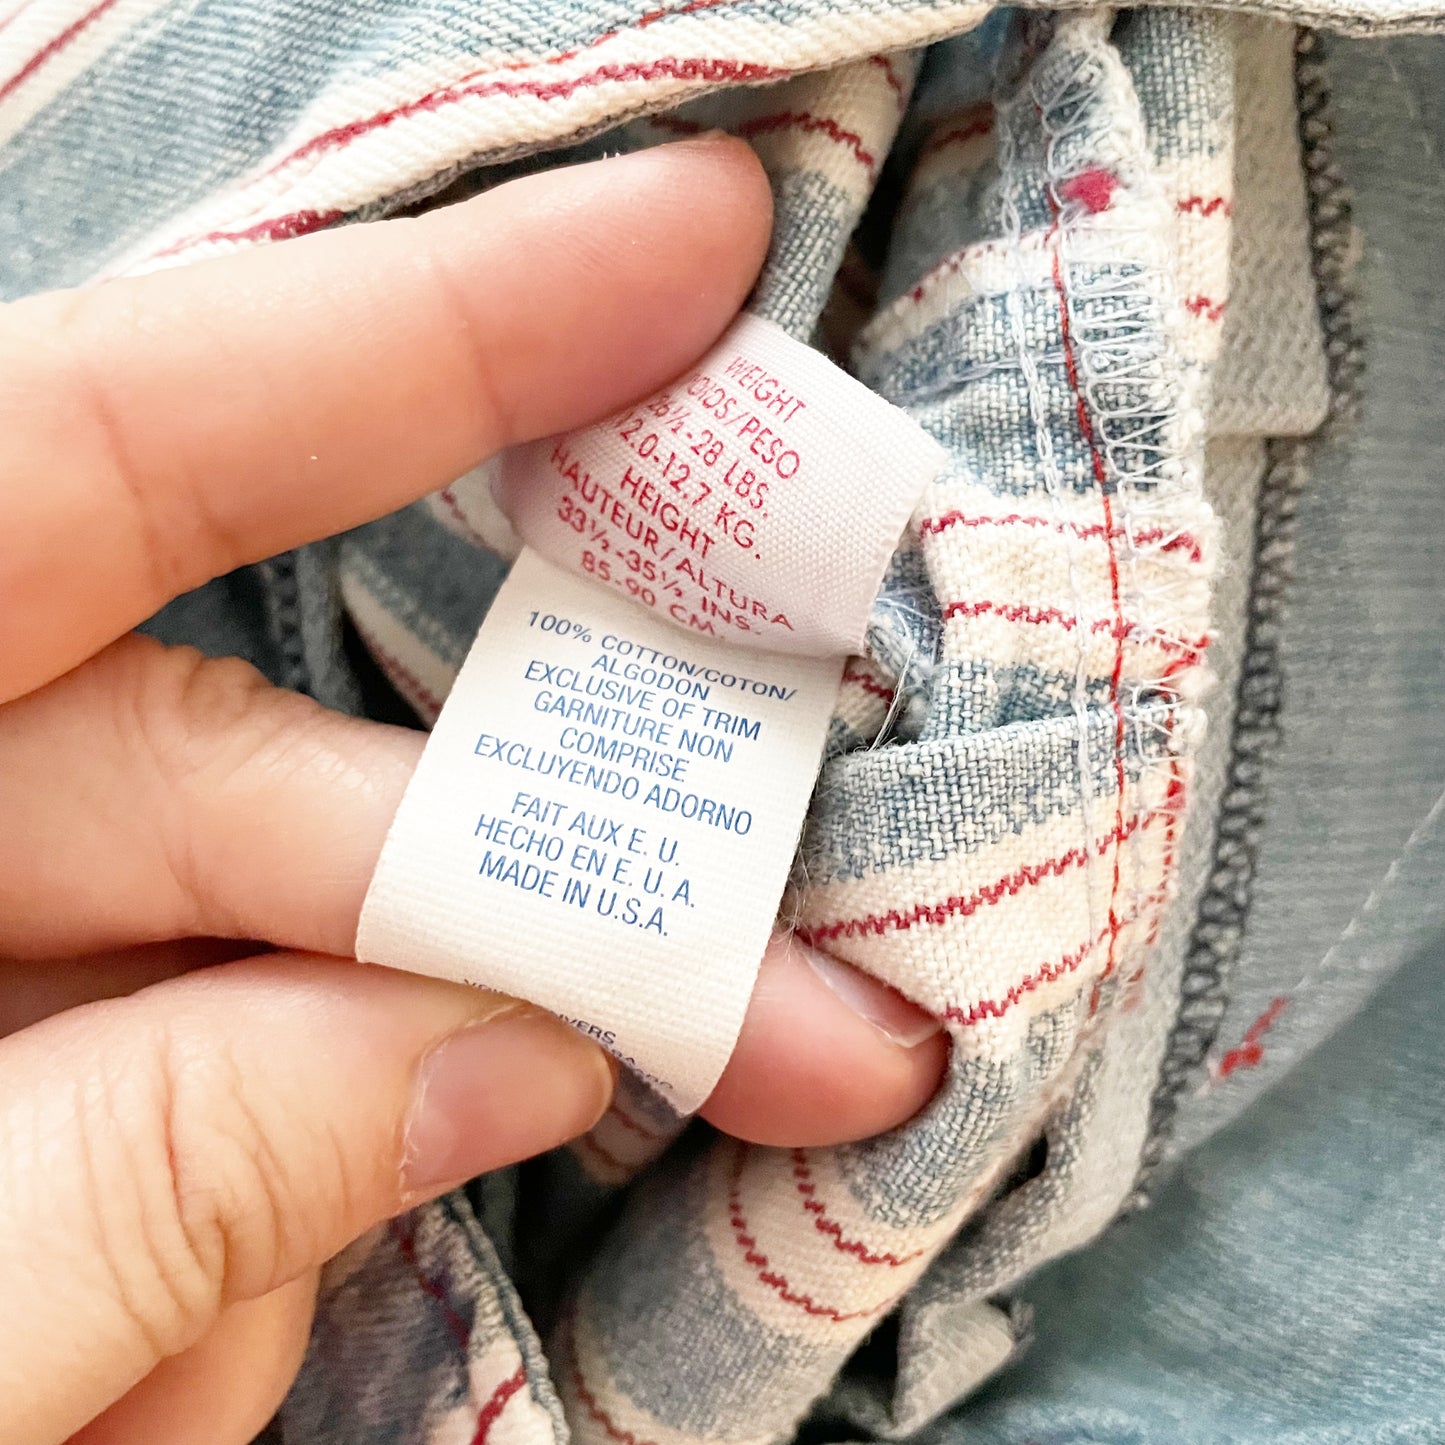 WEIGHT
/PESO
26½-28 LBS.
12.0-12.7 KG.
HEIGHT
HAUTEUR/ALTURA
33½-35½ INS.
85-90 CM.
100% COTTON/COTON/
ALGODON
EXCLUSIVE OF TRIM
GARNITURE NON
COMPRISE
EXCLUYENDO ADORNO
FAIT AUX E. U.
HECHO EN E. U. A.
MADE IN U.S.A.